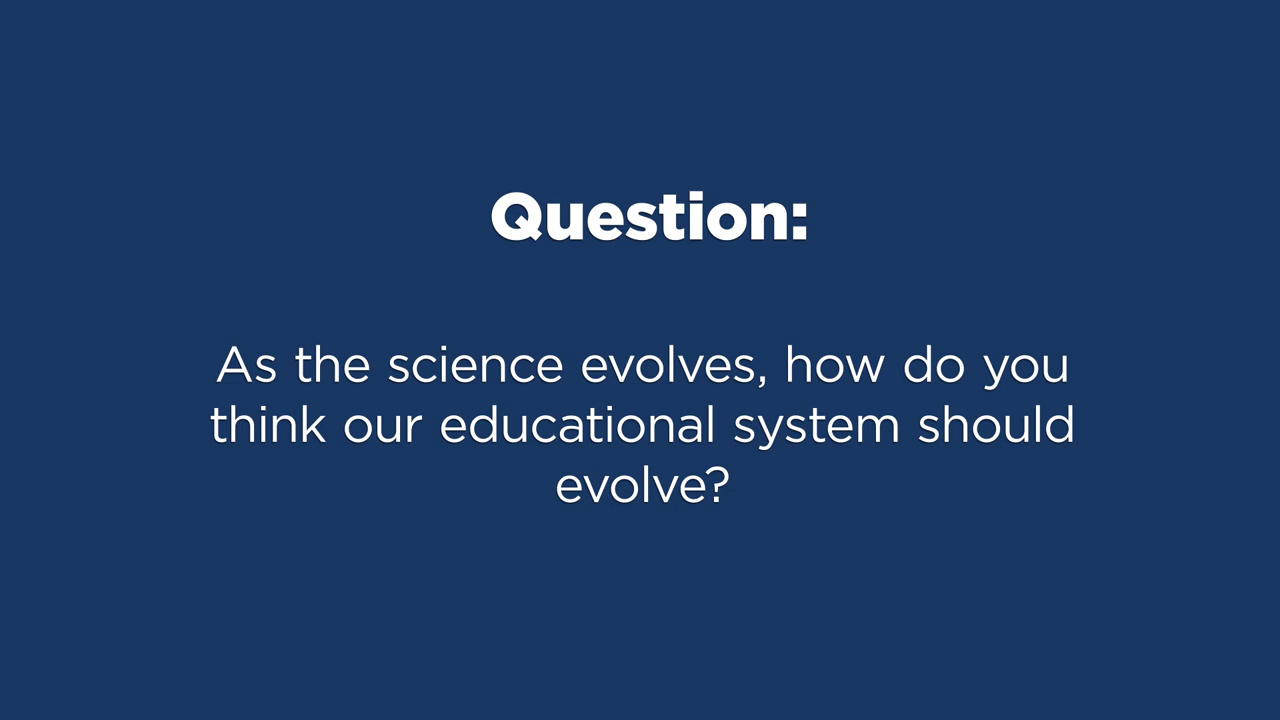 Question:
As the science evolves, how do you
think our educational system should
evolve?